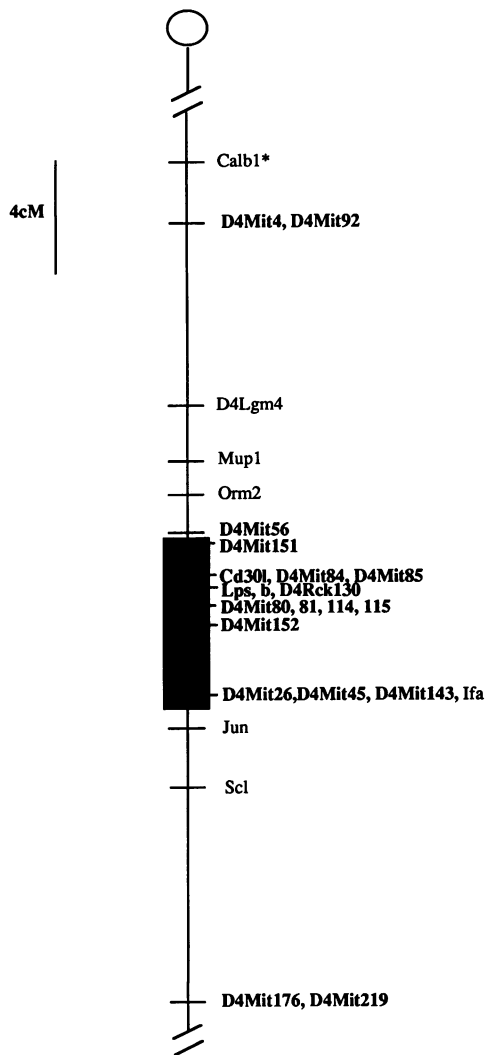 Calb1*
4cM
D4Mit4, D4Mit92
D4Lgm4
Mup1
Orm2
D4Mit56
D4Mit151
Cd30l, D4Mit84, D4Mit85
Lps, b, D4Rck130
D4Mit80, 81, 114, 115
D4Mit152
D4Mit26,D4Mit45, D4Mit143, Ifa
Jun
Scl
D4Mit176, D4Mit219